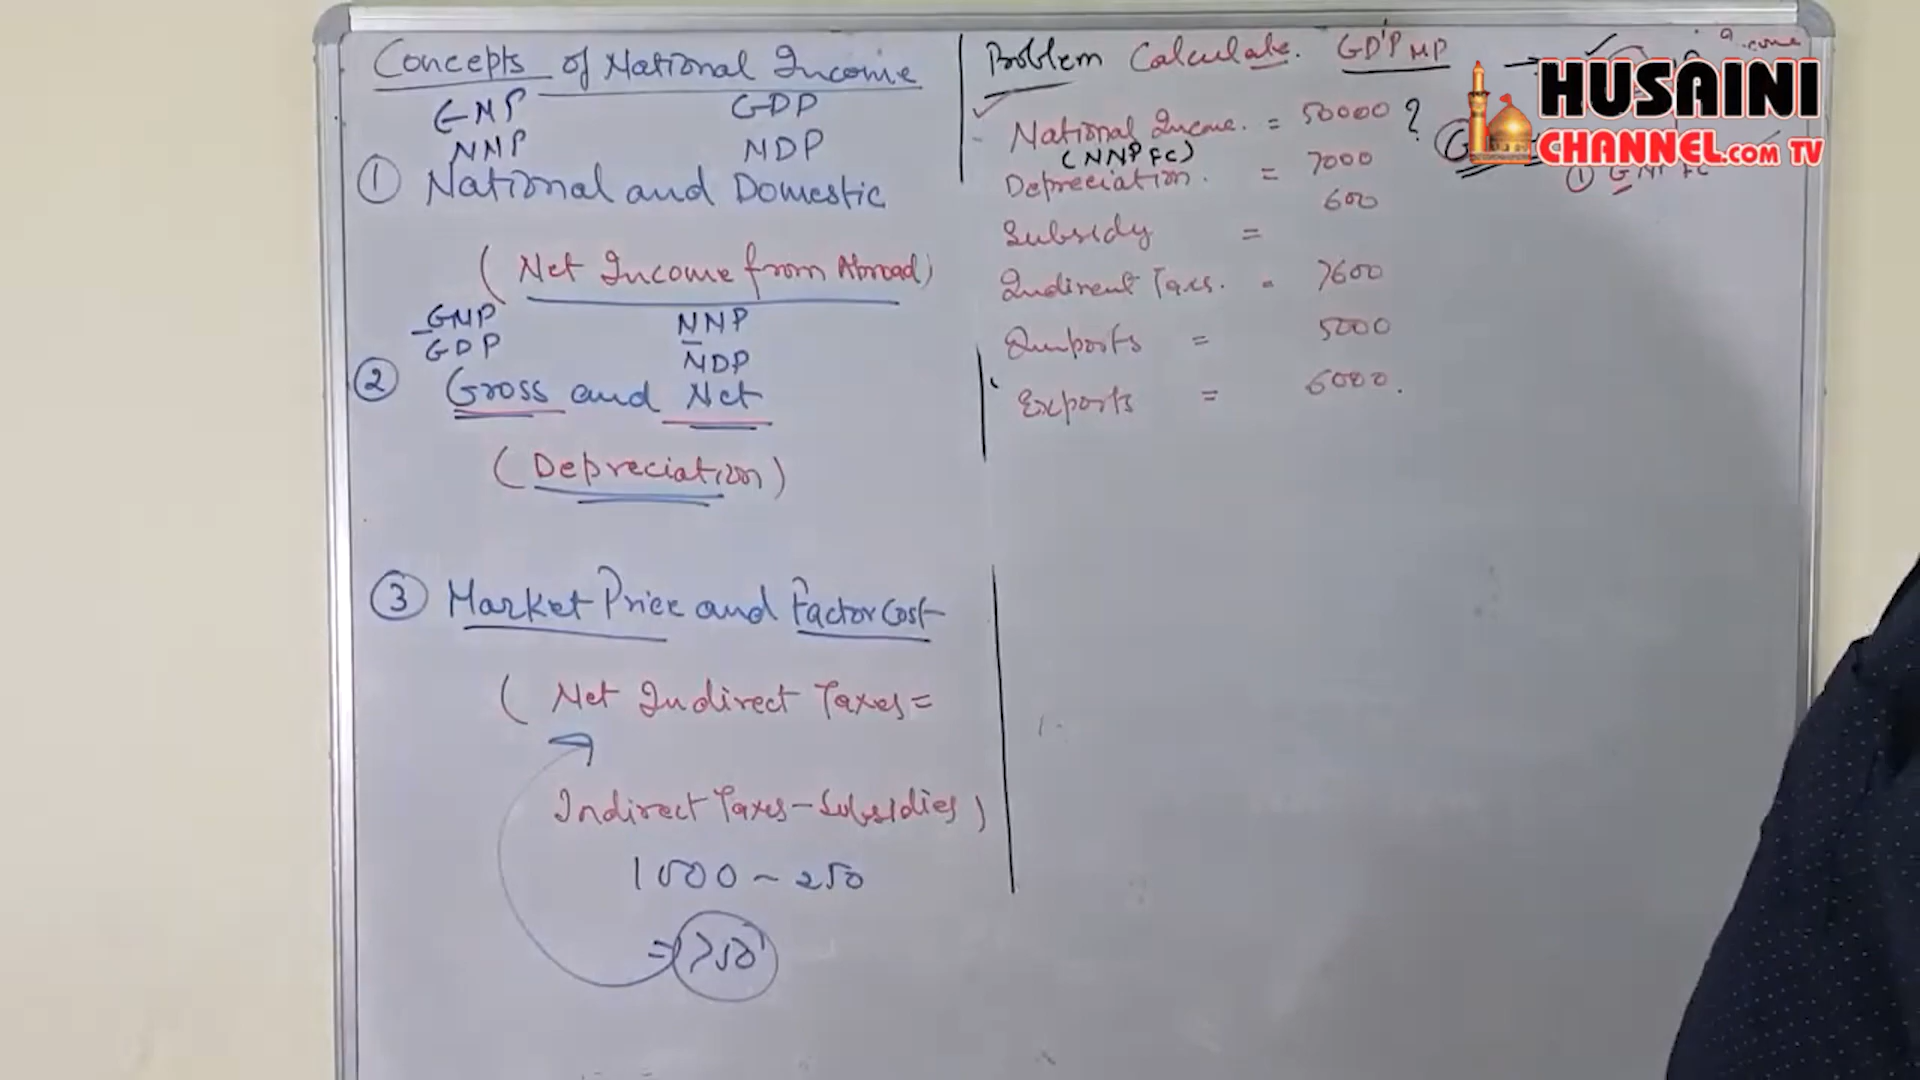 Concepts of National Income
GNP GDP
NNP NDP
① National and Domestic
(Net Income from Abroad)
GNP NNP
GDP NDP
② Gross and Net
(Depreciation)
③ Market Price and Factor Cost
(Net Indirect Taxes =
Indirect Taxes - Subsidies)
1000 - 250
= 750
Problem Calculate. GDP MP
National Income. = 50000 ?
(NNP FC)
Depreciation. = 7000
Subsidy = 600
Indirect Taxes. = 7600
Imports = 5000
Exports = 6000.
① GNP FC
HUSAINI
CHANNEL.COM TV